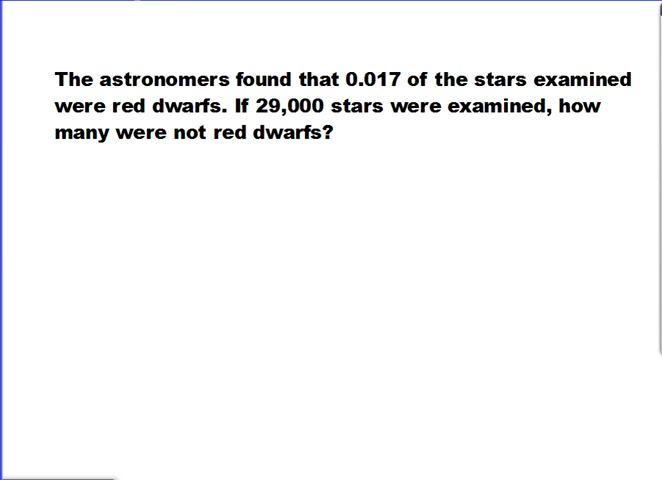 The astronomers found that 0.017 of the stars examined
were red dwarfs. If 29,000 stars were examined, how
many were not red dwarfs?